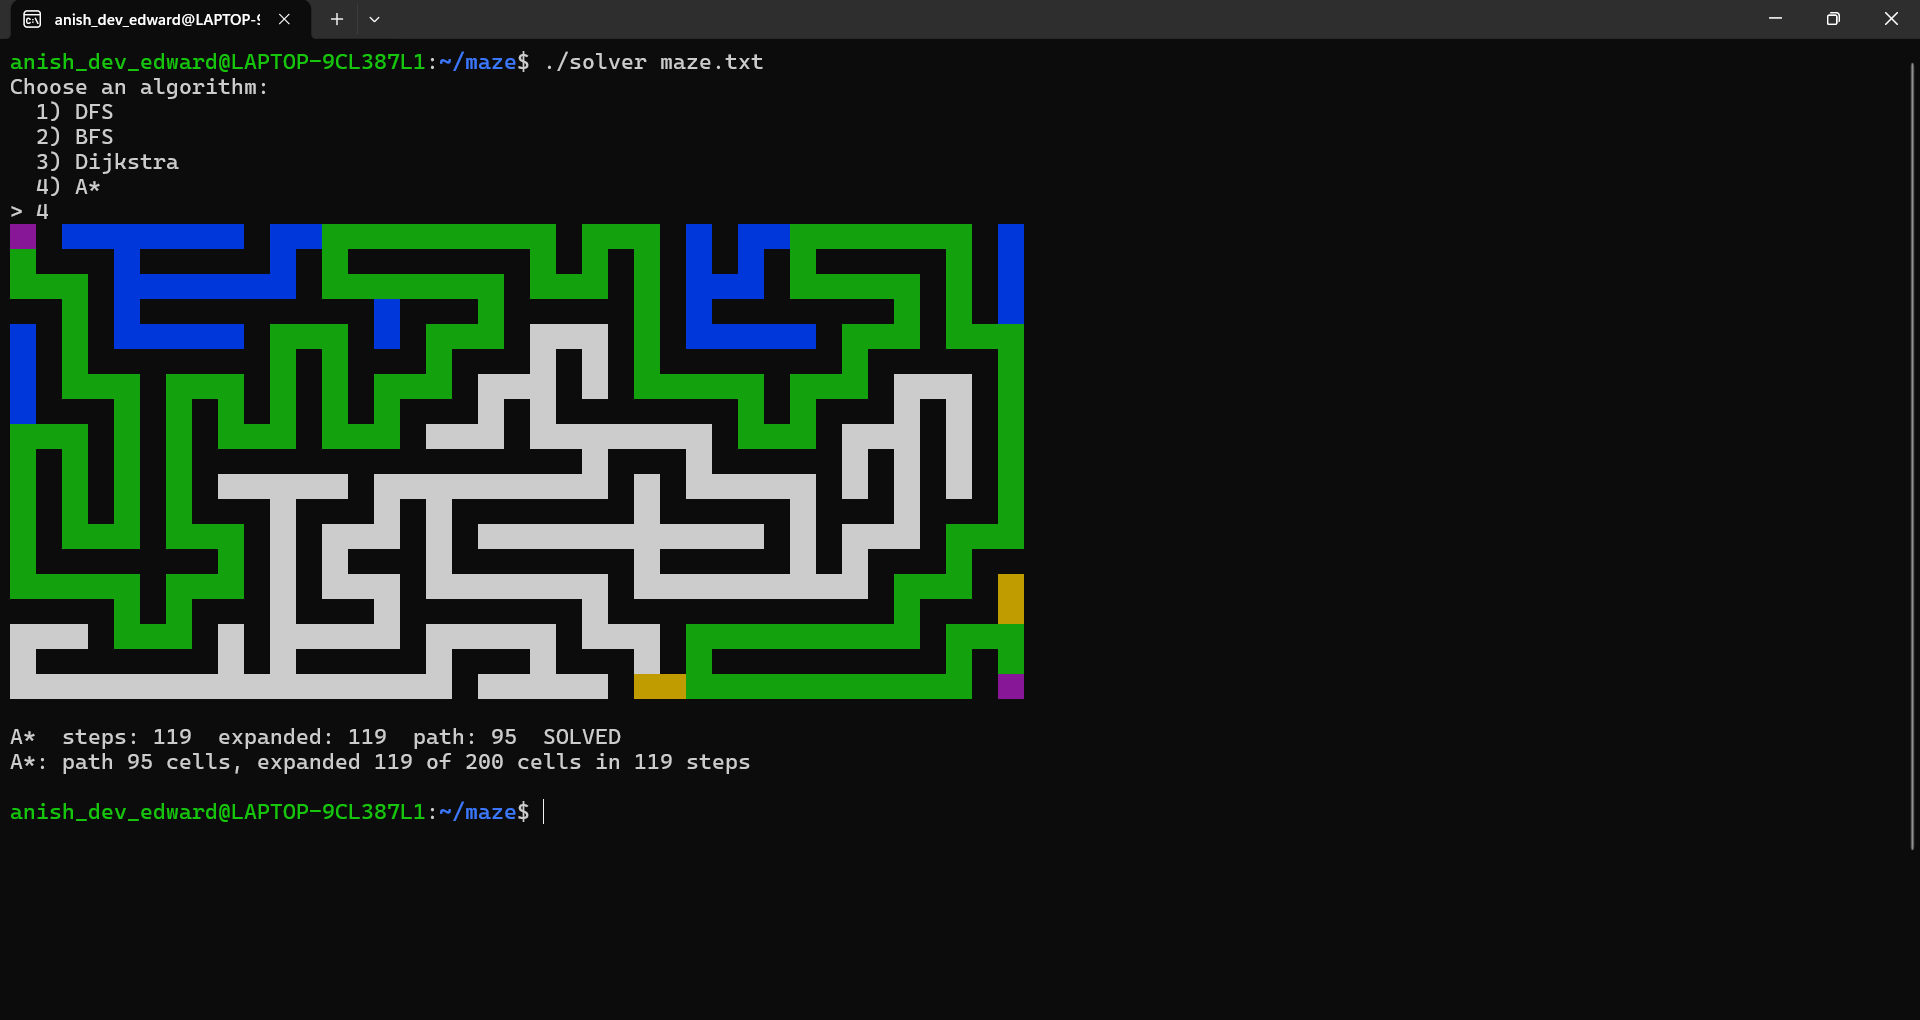 anish_dev_edward@LAPTOP-9
anish_dev_edward@LAPTOP-9CL387L1:~/maze$ ./solver maze.txt
Choose an algorithm:
  1) DFS
  2) BFS
  3) Dijkstra
  4) A*
> 4
A*  steps: 119  expanded: 119  path: 95  SOLVED
A*: path 95 cells, expanded 119 of 200 cells in 119 steps
anish_dev_edward@LAPTOP-9CL387L1:~/maze$